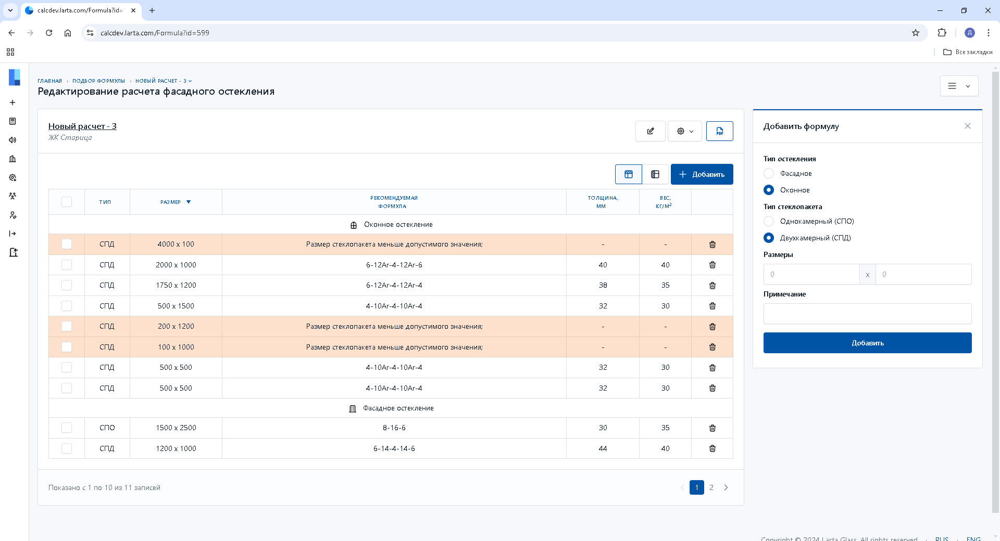 calcdev.larta.com/Formula?id=
calcdev.larta.com/Formula?id=599
Д
Все закладки
ГЛАВНАЯ › ПОДБОР ФОРМУЛЫ › НОВЫЙ РАСЧЕТ - 3
Редактирование расчета фасадного остекления
Новый расчет - 3
ЖК Старица
PDF
Добавить
ТИП РАЗМЕР ▼ РЕКОМЕНДУЕМАЯ ФОРМУЛА ТОЛЩИНА, ММ ВЕС, КГ/М²
Оконное остекление
СПД 4000 x 100 Размер стеклопакета меньше допустимого значения; - -
СПД 2000 x 1000 6-12Ar-4-12Ar-6 40 40
СПД 1750 x 1200 6-12Ar-4-12Ar-4 38 35
СПД 500 x 1500 4-10Ar-4-10Ar-4 32 30
СПД 200 x 1200 Размер стеклопакета меньше допустимого значения; - -
СПД 100 x 1000 Размер стеклопакета меньше допустимого значения; - -
СПД 500 x 500 4-10Ar-4-10Ar-4 32 30
СПД 500 x 500 4-10Ar-4-10Ar-4 32 30
Фасадное остекление
СПО 1500 x 2500 8-16-6 30 35
СПД 1200 x 1000 6-14-4-14-6 44 40
Показано с 1 по 10 из 11 записей
1 2
Добавить формулу
Тип остекления
Фасадное
Оконное
Тип стеклопакета
Однокамерный (СПО)
Двухкамерный (СПД)
Размеры
0 x 0
Примечание
Добавить
Copyright © 2024 Larta Glass. All rights reserved · RUS · ENG